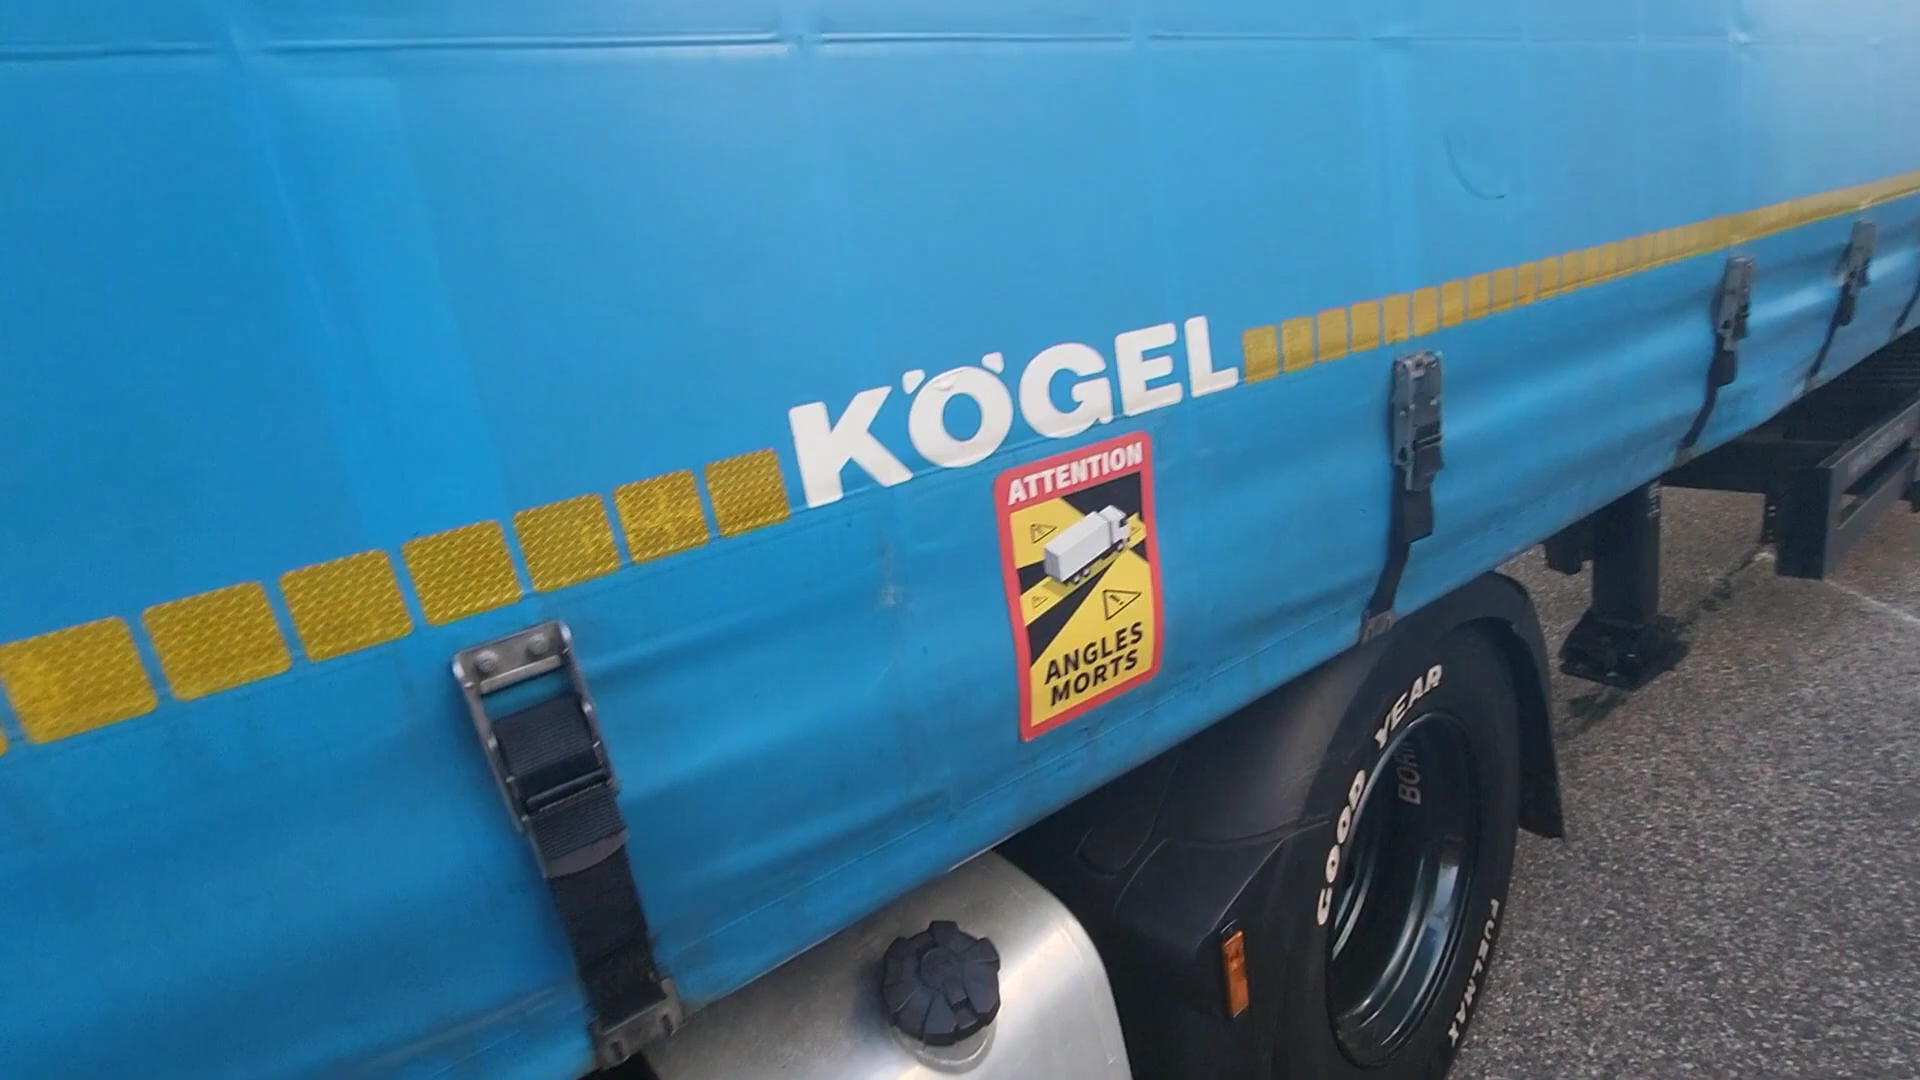 KÖGEL
ATTENTION
ANGLES
MORTS
GOOD YEAR
FUELMAX